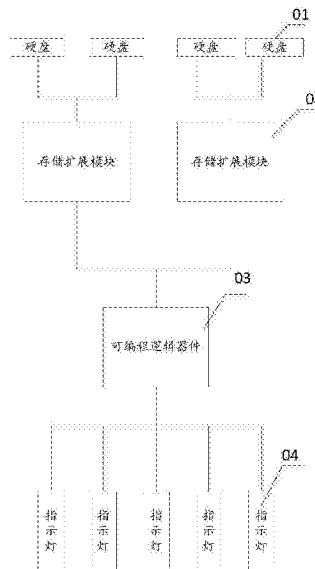 01
硬盘 硬盘 硬盘 硬盘
0
存储扩展模块 存储扩展模块
03
可编程逻辑器件
04
指示灯 指示灯 指示灯 指示灯 指示灯